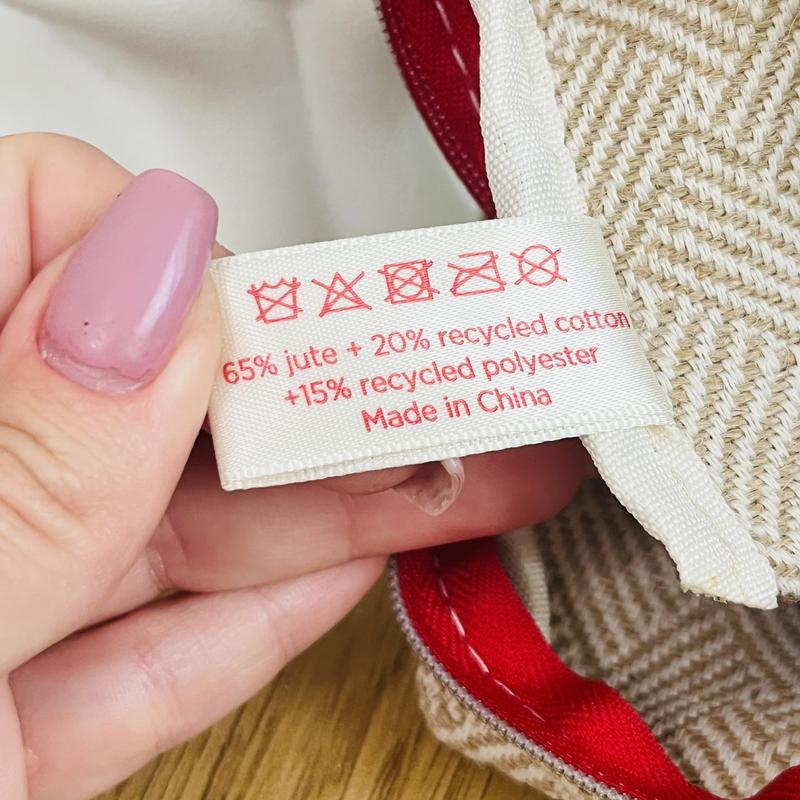 65% jute + 20% recycled cotton
+15% recycled polyester
Made in China